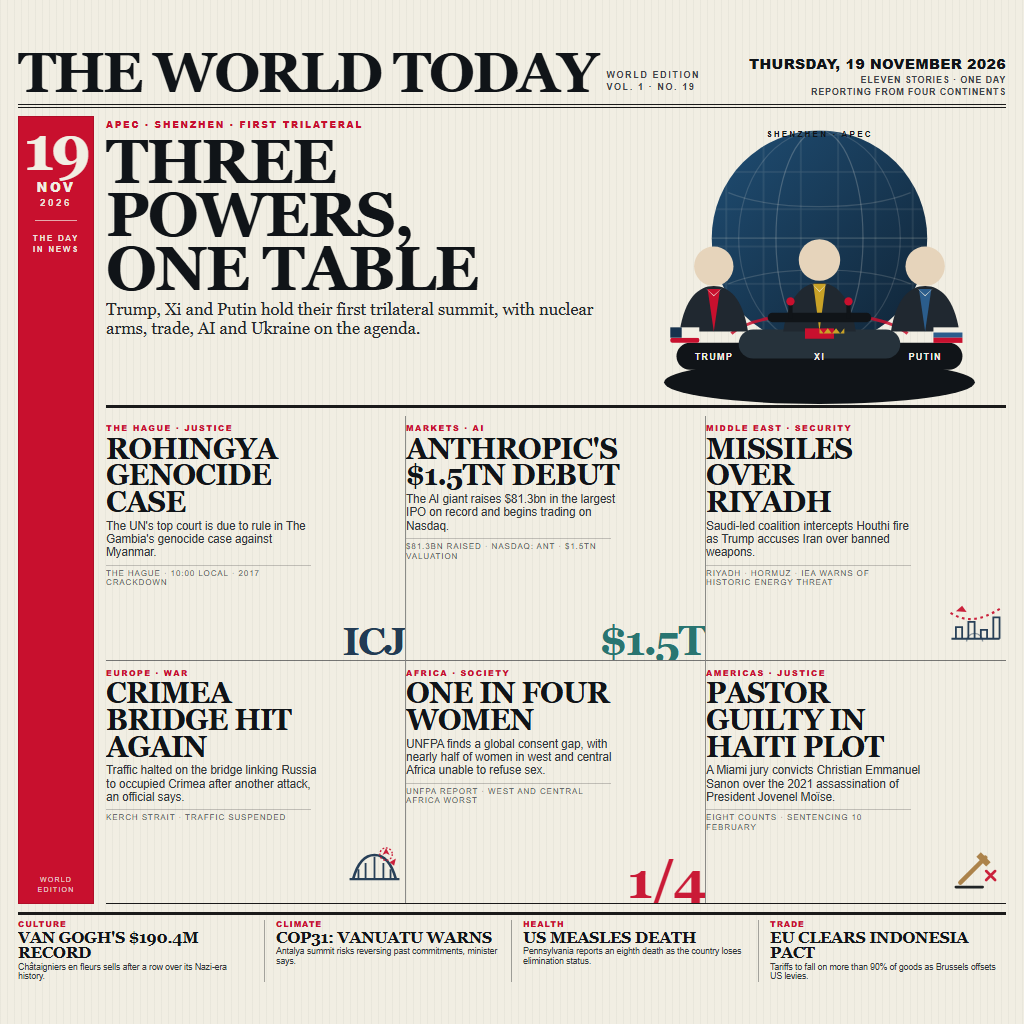 THE WORLD TODAY
WORLD EDITION
VOL. 1 · NO. 19
THURSDAY, 19 NOVEMBER 2026
ELEVEN STORIES · ONE DAY
REPORTING FROM FOUR CONTINENTS
19
NOV
2026
THE DAY
IN NEWS
WORLD
EDITION
APEC · SHENZHEN · FIRST TRILATERAL
THREE
POWERS,
ONE TABLE
Trump, Xi and Putin hold their first trilateral summit, with nuclear
arms, trade, AI and Ukraine on the agenda.
SHENZHEN · APEC
TRUMP
XI
PUTIN
THE HAGUE · JUSTICE
ROHINGYA
GENOCIDE
CASE
The UN's top court is due to rule in The
Gambia's genocide case against
Myanmar.
THE HAGUE · 10:00 LOCAL · 2017
CRACKDOWN
ICJ
MARKETS · AI
ANTHROPIC'S
$1.5TN DEBUT
The AI giant raises $81.3bn in the largest
IPO on record and begins trading on
Nasdaq.
$81.3BN RAISED · NASDAQ: ANT · $1.5TN
VALUATION
$1.5T
MIDDLE EAST · SECURITY
MISSILES
OVER
RIYADH
Saudi-led coalition intercepts Houthi fire
as Trump accuses Iran over banned
weapons.
RIYADH · HORMUZ · IEA WARNS OF
HISTORIC ENERGY THREAT
EUROPE · WAR
CRIMEA
BRIDGE HIT
AGAIN
Traffic halted on the bridge linking Russia
to occupied Crimea after another attack,
an official says.
KERCH STRAIT · TRAFFIC SUSPENDED
AFRICA · SOCIETY
ONE IN FOUR
WOMEN
UNFPA finds a global consent gap, with
nearly half of women in west and central
Africa unable to refuse sex.
UNFPA REPORT · WEST AND CENTRAL
AFRICA WORST
1/4
AMERICAS · JUSTICE
PASTOR
GUILTY IN
HAITI PLOT
A Miami jury convicts Christian Emmanuel
Sanon over the 2021 assassination of
President Jovenel Moïse.
EIGHT COUNTS · SENTENCING 10
FEBRUARY
CULTURE
VAN GOGH'S $190.4M
RECORD
Châtaigniers en fleurs sells after a row over its Nazi-era
history.
CLIMATE
COP31: VANUATU WARNS
Antalya summit risks reversing past commitments, minister
says.
HEALTH
US MEASLES DEATH
Pennsylvania reports an eighth death as the country loses
elimination status.
TRADE
EU CLEARS INDONESIA
PACT
Tariffs to fall on more than 90% of goods as Brussels offsets
US levies.